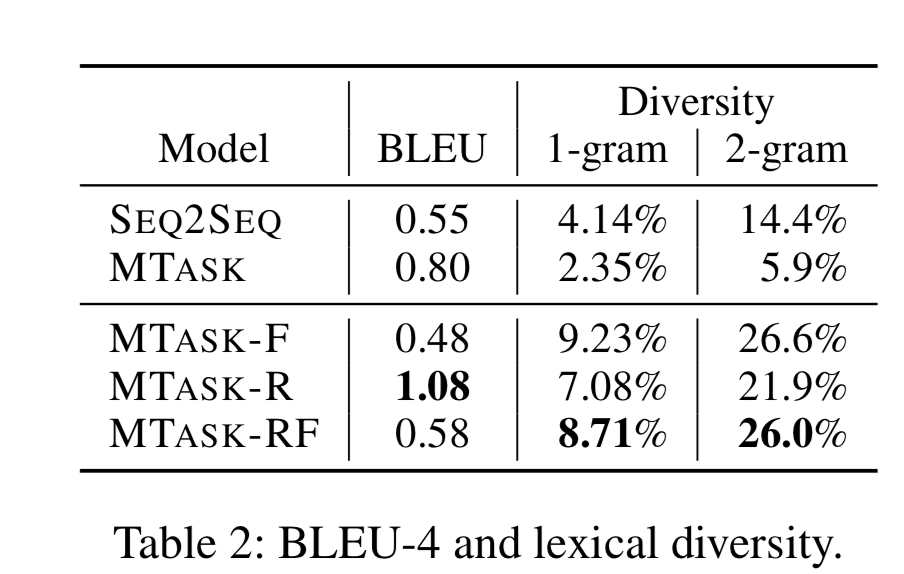 Diversity
Model BLEU 1-gram 2-gram
SEQ2SEQ 0.55 4.14% 14.4%
MTASK 0.80 2.35% 5.9%
MTASK-F 0.48 9.23% 26.6%
MTASK-R 1.08 7.08% 21.9%
MTASK-RF 0.58 8.71% 26.0%
Table 2: BLEU-4 and lexical diversity.